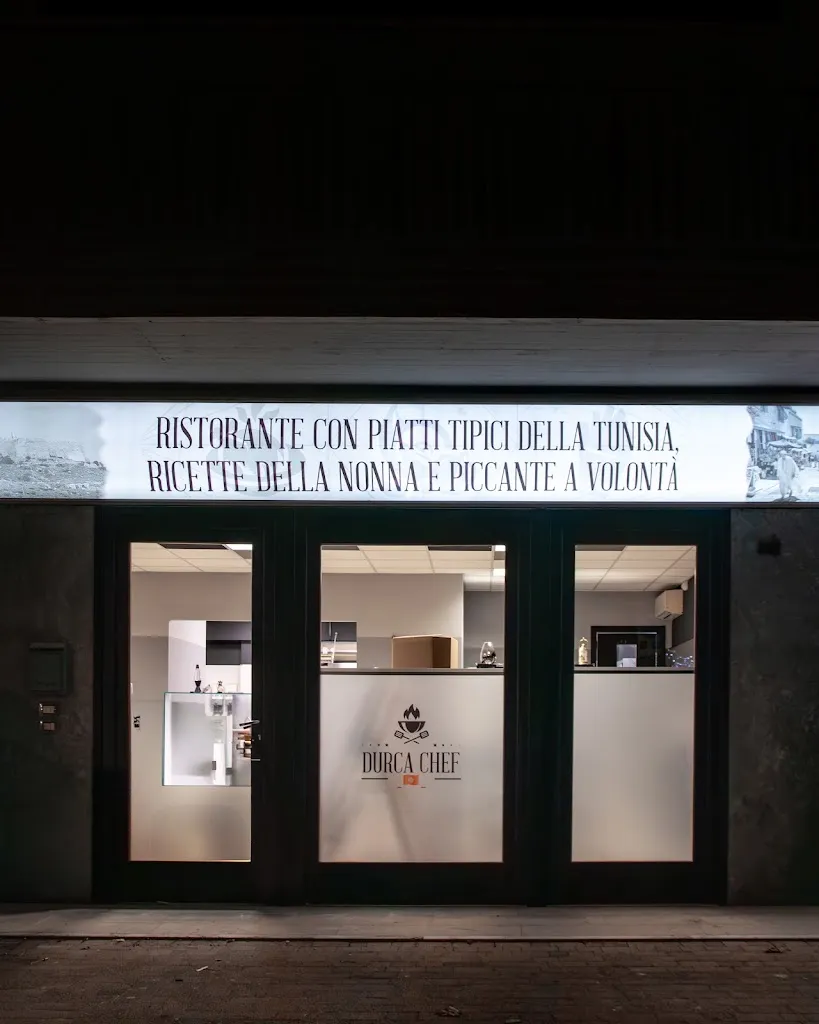 RISTORANTE CON PIATTI TIPICI DELLA TUNISIA,
RICETTE DELLA NONNA E PICCANTE A VOLONTÀ
DURCA CHEF